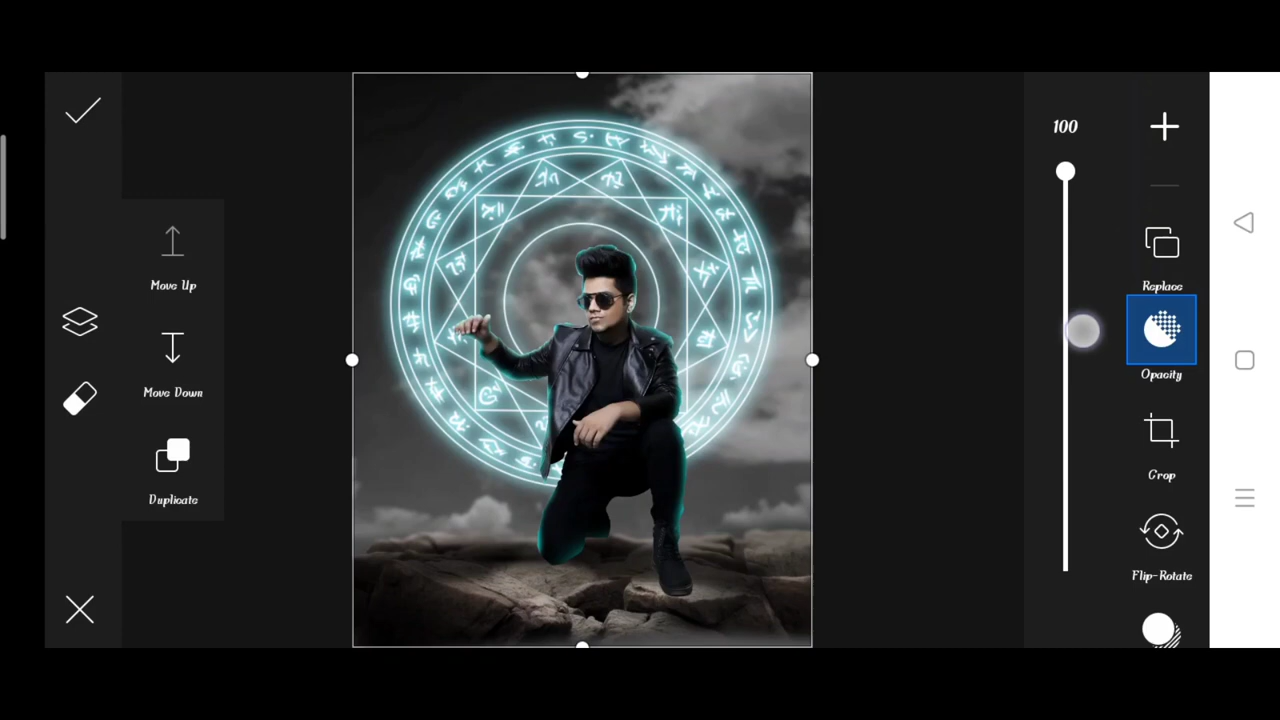 100
Move Up
Replace
Move Down
Opacity
Crop
Duplicate
Flip-Rotate